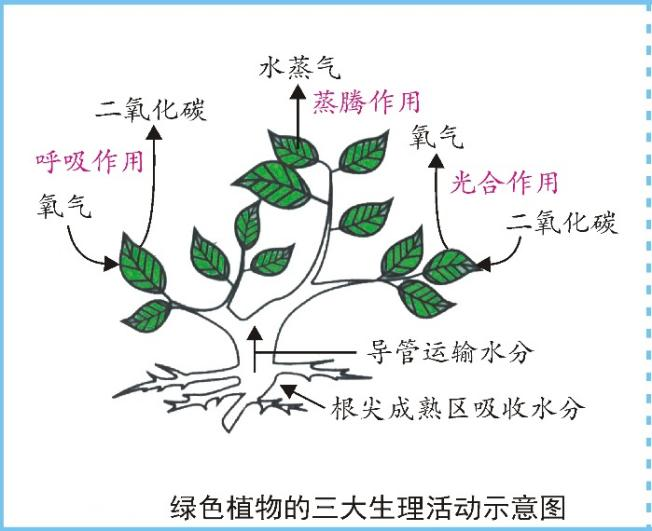 水蒸气
蒸腾作用
二氧化碳
呼吸作用
氧气
氧气
光合作用
二氧化碳
导管运输水分
根尖成熟区吸收水分
绿色植物的三大生理活动示意图